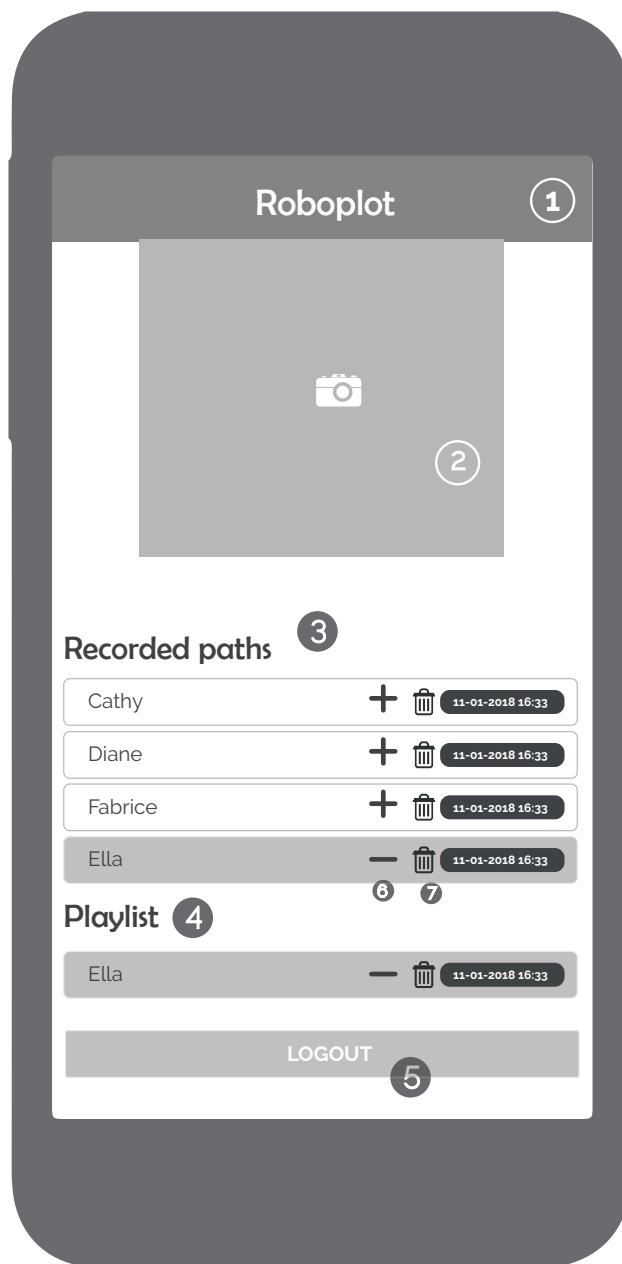 Roboplot 1
2
3
Recorded paths
Cathy 11-01-2018 16:33
Diane 11-01-2018 16:33
Fabrice 11-01-2018 16:33
Ella 11-01-2018 16:33
6 7
Playlist 4
Ella 11-01-2018 16:33
LOGOUT
5